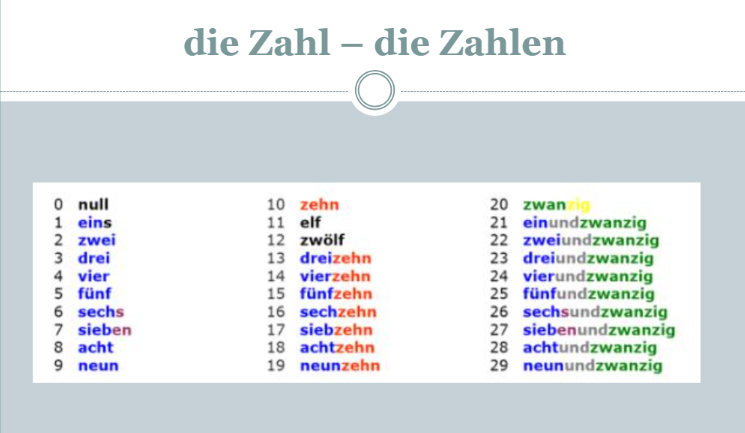 die Zahl – die Zahlen
0 null
1 eins
2 zwei
3 drei
4 vier
5 fünf
6 sechs
7 sieben
8 acht
9 neun
10 zehn
11 elf
12 zwölf
13 dreizehn
14 vierzehn
15 fünfzehn
16 sechzehn
17 siebzehn
18 achtzehn
19 neunzehn
20 zwanzig
21 einundzwanzig
22 zweiundzwanzig
23 dreiundzwanzig
24 vierundzwanzig
25 fünfundzwanzig
26 sechsundzwanzig
27 siebenundzwanzig
28 achtundzwanzig
29 neunundzwanzig